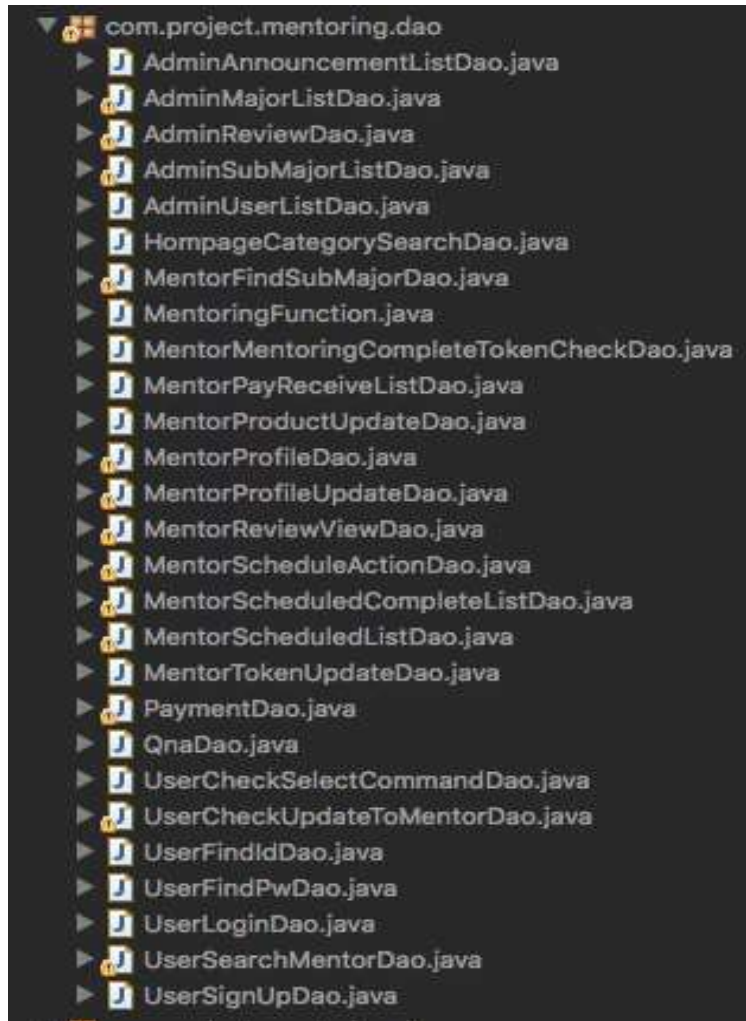 com.project.mentoring.dao
AdminAnnouncementListDao.java
AdminMajorListDao.java
AdminReviewDao.java
AdminSubMajorListDao.java
AdminUserListDao.java
HompageCategorySearchDao.java
MentorFindSubMajorDao.java
MentoringFunction.java
MentorMentoringCompleteTokenCheckDao.java
MentorPayReceiveListDao.java
MentorProductUpdateDao.java
MentorProfileDao.java
MentorProfileUpdateDao.java
MentorReviewViewDao.java
MentorScheduleActionDao.java
MentorScheduledCompleteListDao.java
MentorScheduledListDao.java
MentorTokenUpdateDao.java
PaymentDao.java
QnaDao.java
UserCheckSelectCommandDao.java
UserCheckUpdateToMentorDao.java
UserFindIdDao.java
UserFindPwDao.java
UserLoginDao.java
UserSearchMentorDao.java
UserSignUpDao.java